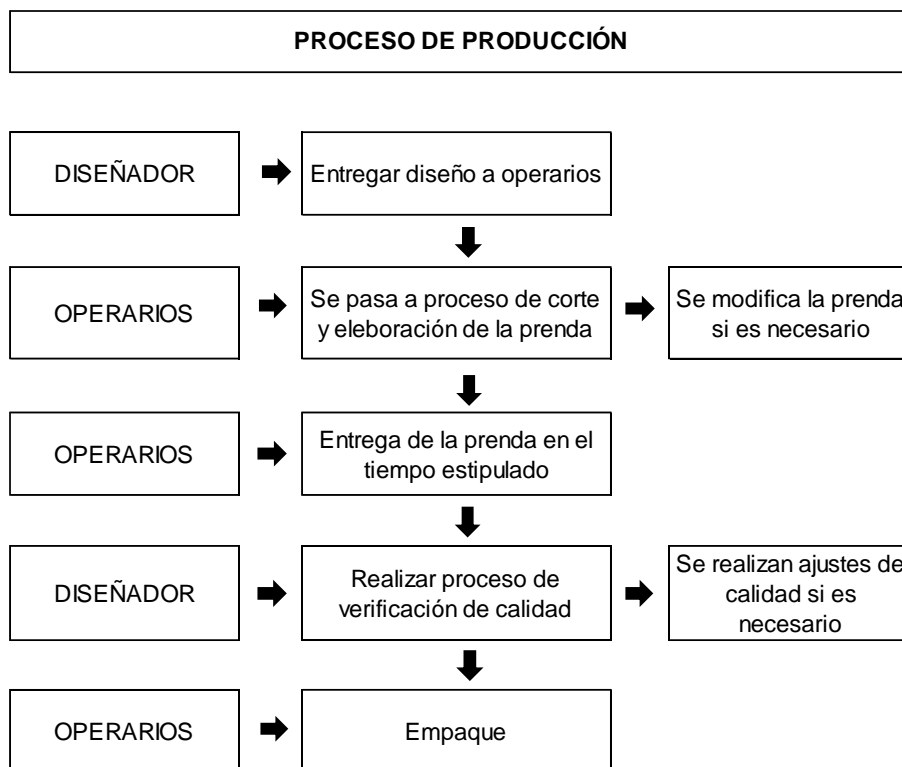 PROCESO DE PRODUCCIÓN
DISEÑADOR
Entregar diseño a operarios
OPERARIOS
Se pasa a proceso de corte
y eleboración de la prenda
Se modifica la prenda
si es necesario
OPERARIOS
Entrega de la prenda en el
tiempo estipulado
DISEÑADOR
Realizar proceso de
verificación de calidad
Se realizan ajustes de
calidad si es
necesario
OPERARIOS
Empaque